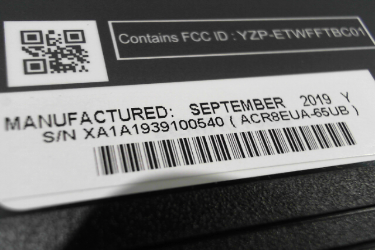 Contains FCC ID : YZP-ETWFFTBC01
MANUFACTURED: SEPTEMBER 2019 Y
S/N XA1A1939100540 ( ACR8EUA-65UB )